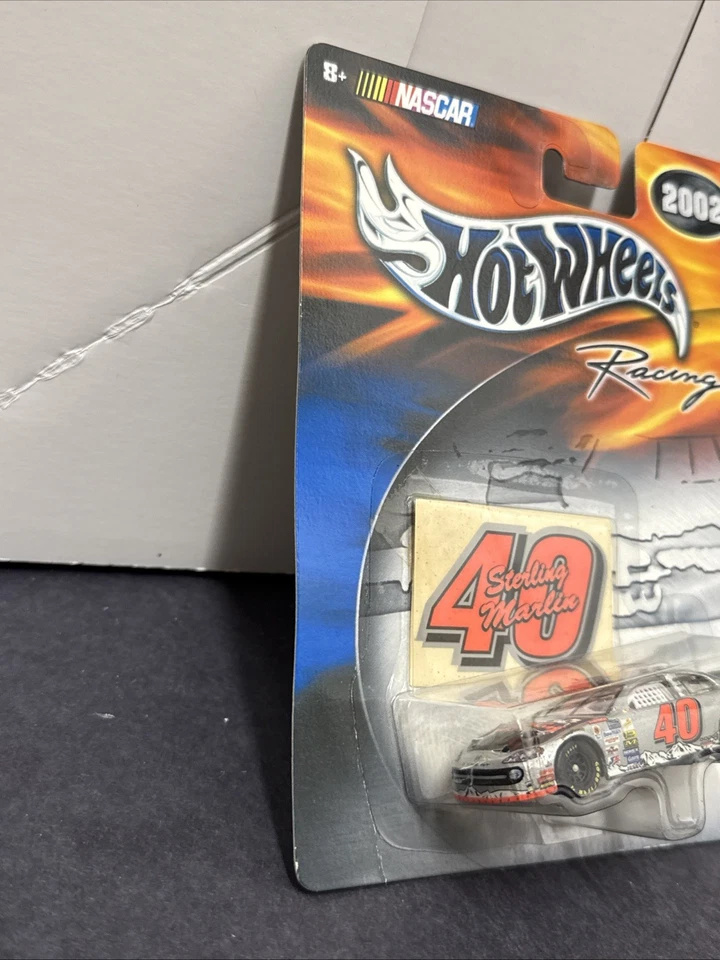 8+
NASCAR
2002
Hot Wheels
Racing
40
Sterling
Marlin
40